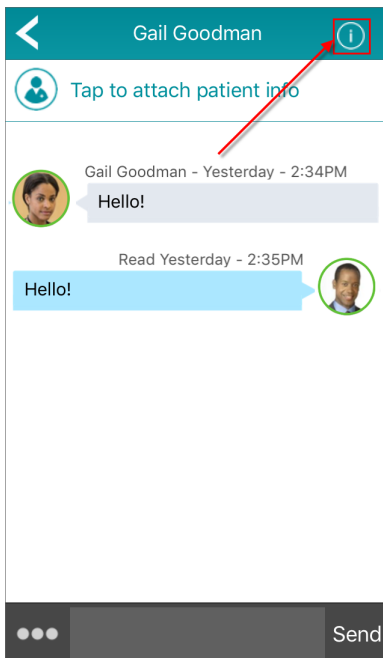 Gail Goodman
Tap to attach patient info
Gail Goodman - Yesterday - 2:34PM
Hello!
Read Yesterday - 2:35PM
Hello!
Send